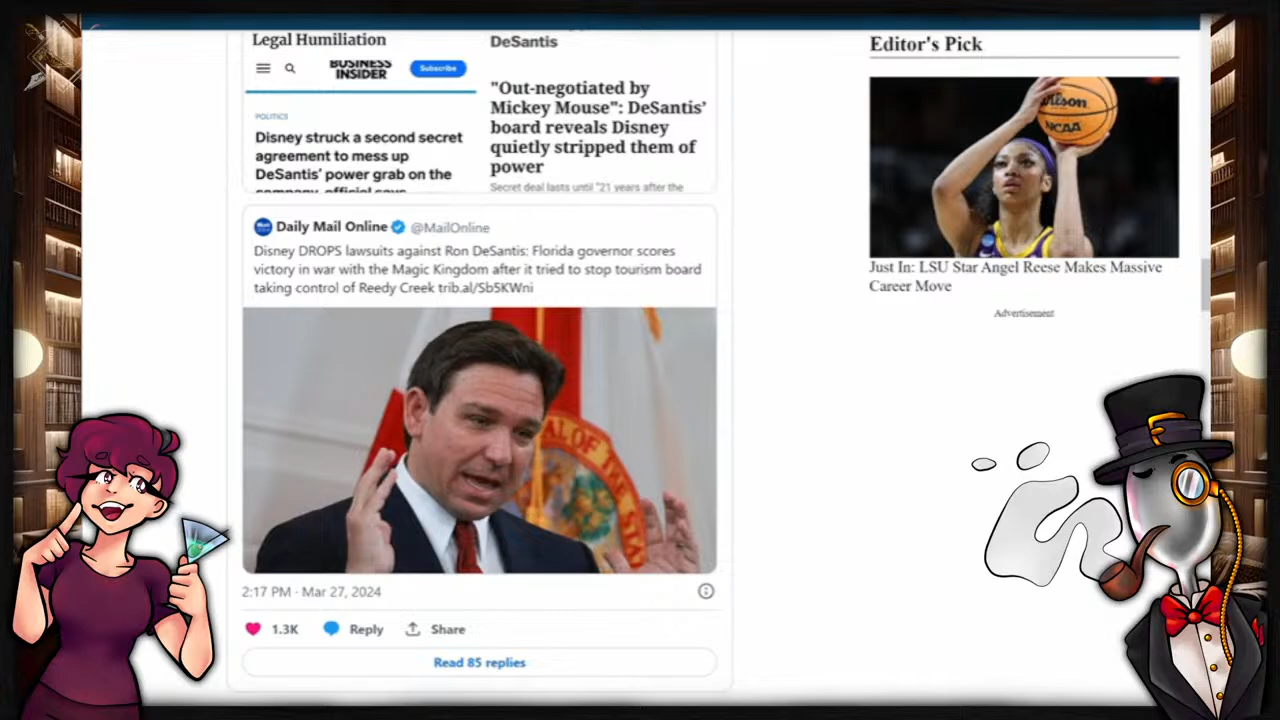 Legal Humiliation
BUSINESS
INSIDER
Subscribe
POLITICS
Disney struck a second secret
agreement to mess up
DeSantis' power grab on the
company, official says
DeSantis
"Out-negotiated by
Mickey Mouse": DeSantis'
board reveals Disney
quietly stripped them of
power
Secret deal lasts until "21 years after the
Daily Mail Online @MailOnline
Disney DROPS lawsuits against Ron DeSantis: Florida governor scores
victory in war with the Magic Kingdom after it tried to stop tourism board
taking control of Reedy Creek trib.al/Sb5KWni
2:17 PM · Mar 27, 2024
1.3K Reply Share
Read 85 replies
Editor's Pick
Wilson
NCAA
Just In: LSU Star Angel Reese Makes Massive
Career Move
Advertisement